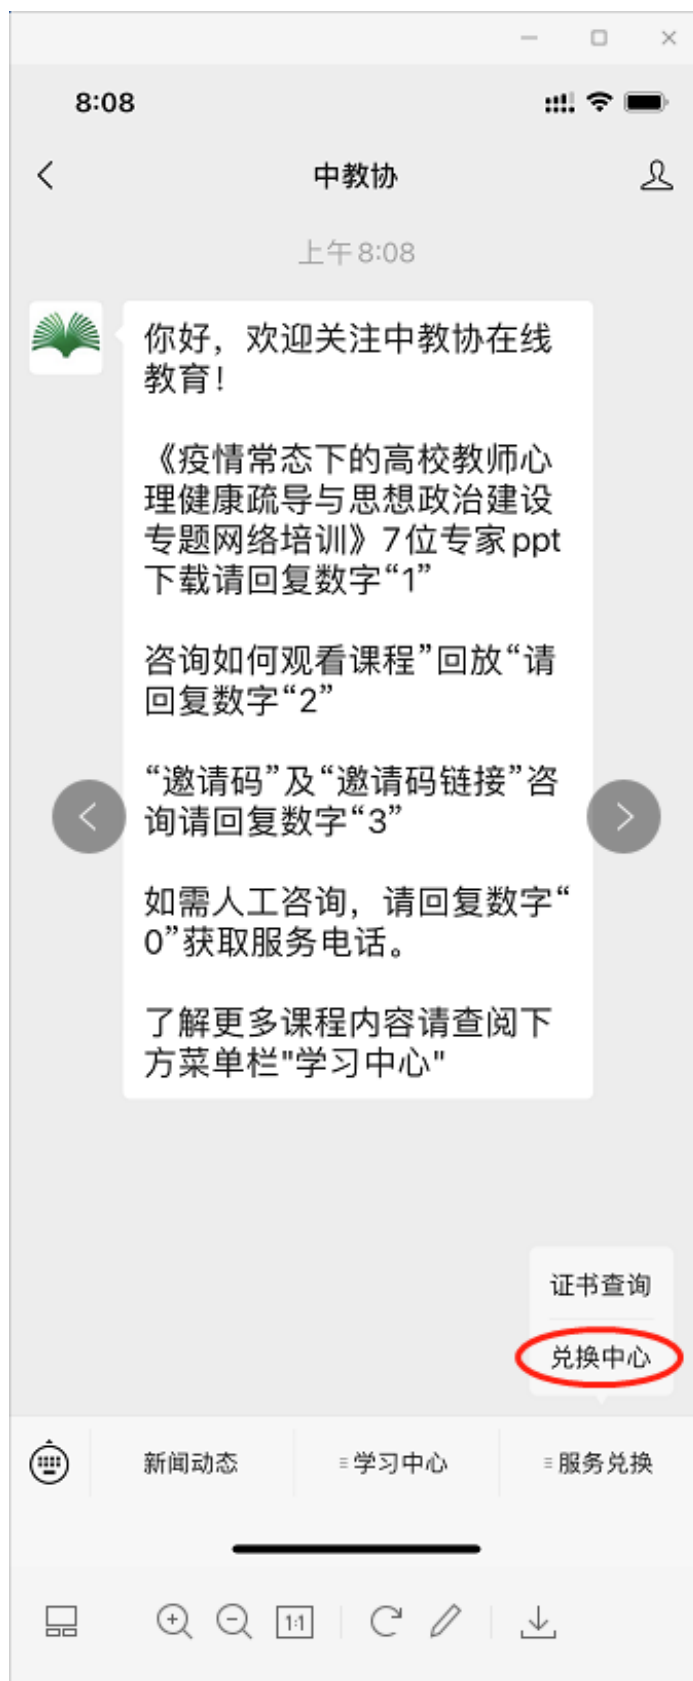 8:08
中教协
上午8:08
你好，欢迎关注中教协在线
教育！
《疫情常态下的高校教师心
理健康疏导与思想政治建设
专题网络培训》7位专家ppt
下载请回复数字“1”
咨询如何观看课程”回放“请
回复数字“2”
“邀请码”及“邀请码链接”咨
询请回复数字“3”
如需人工咨询，请回复数字“
0”获取服务电话。
了解更多课程内容请查阅下
方菜单栏"学习中心"
证书查询
兑换中心
新闻动态
≡学习中心
≡服务兑换
1:1